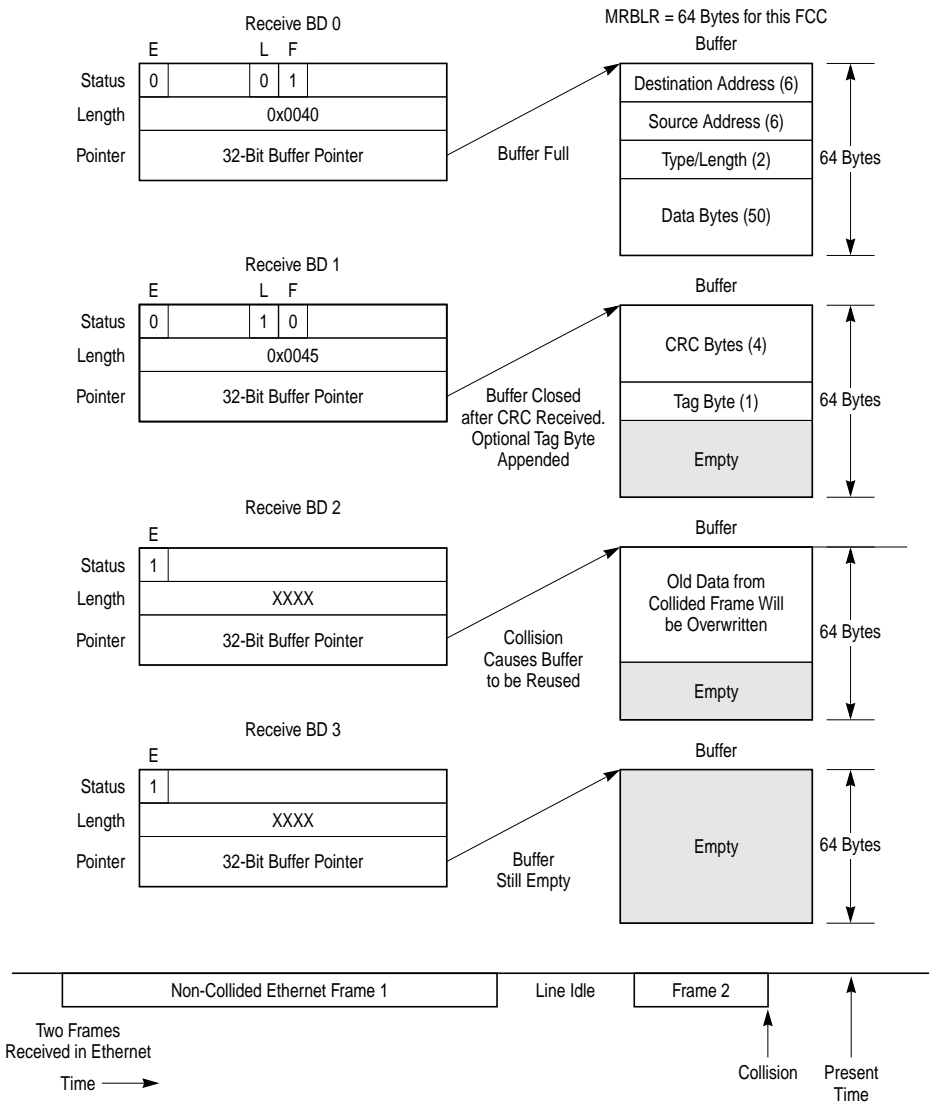 MRBLR = 64 Bytes for this FCC
Receive BD 0
Buffer
E L F
Status 0 0 1
Destination Address (6)
Length 0x0040
Source Address (6)
Pointer 32-Bit Buffer Pointer
Buffer Full
Type/Length (2)
64 Bytes
Data Bytes (50)
Receive BD 1
Buffer
E L F
Status 0 1 0
Length 0x0045
CRC Bytes (4)
Pointer 32-Bit Buffer Pointer
Buffer Closed
after CRC Received.
Optional Tag Byte
Appended
Tag Byte (1)
64 Bytes
Empty
Receive BD 2
Buffer
E
Status 1
Length XXXX
Pointer 32-Bit Buffer Pointer
Collision
Causes Buffer
to be Reused
Old Data from
Collided Frame Will
be Overwritten
64 Bytes
Empty
Receive BD 3
Buffer
E
Status 1
Length XXXX
Pointer 32-Bit Buffer Pointer
Buffer
Still Empty
Empty
64 Bytes
Non-Collided Ethernet Frame 1
Line Idle
Frame 2
Two Frames
Received in Ethernet
Time
Collision
Present
Time